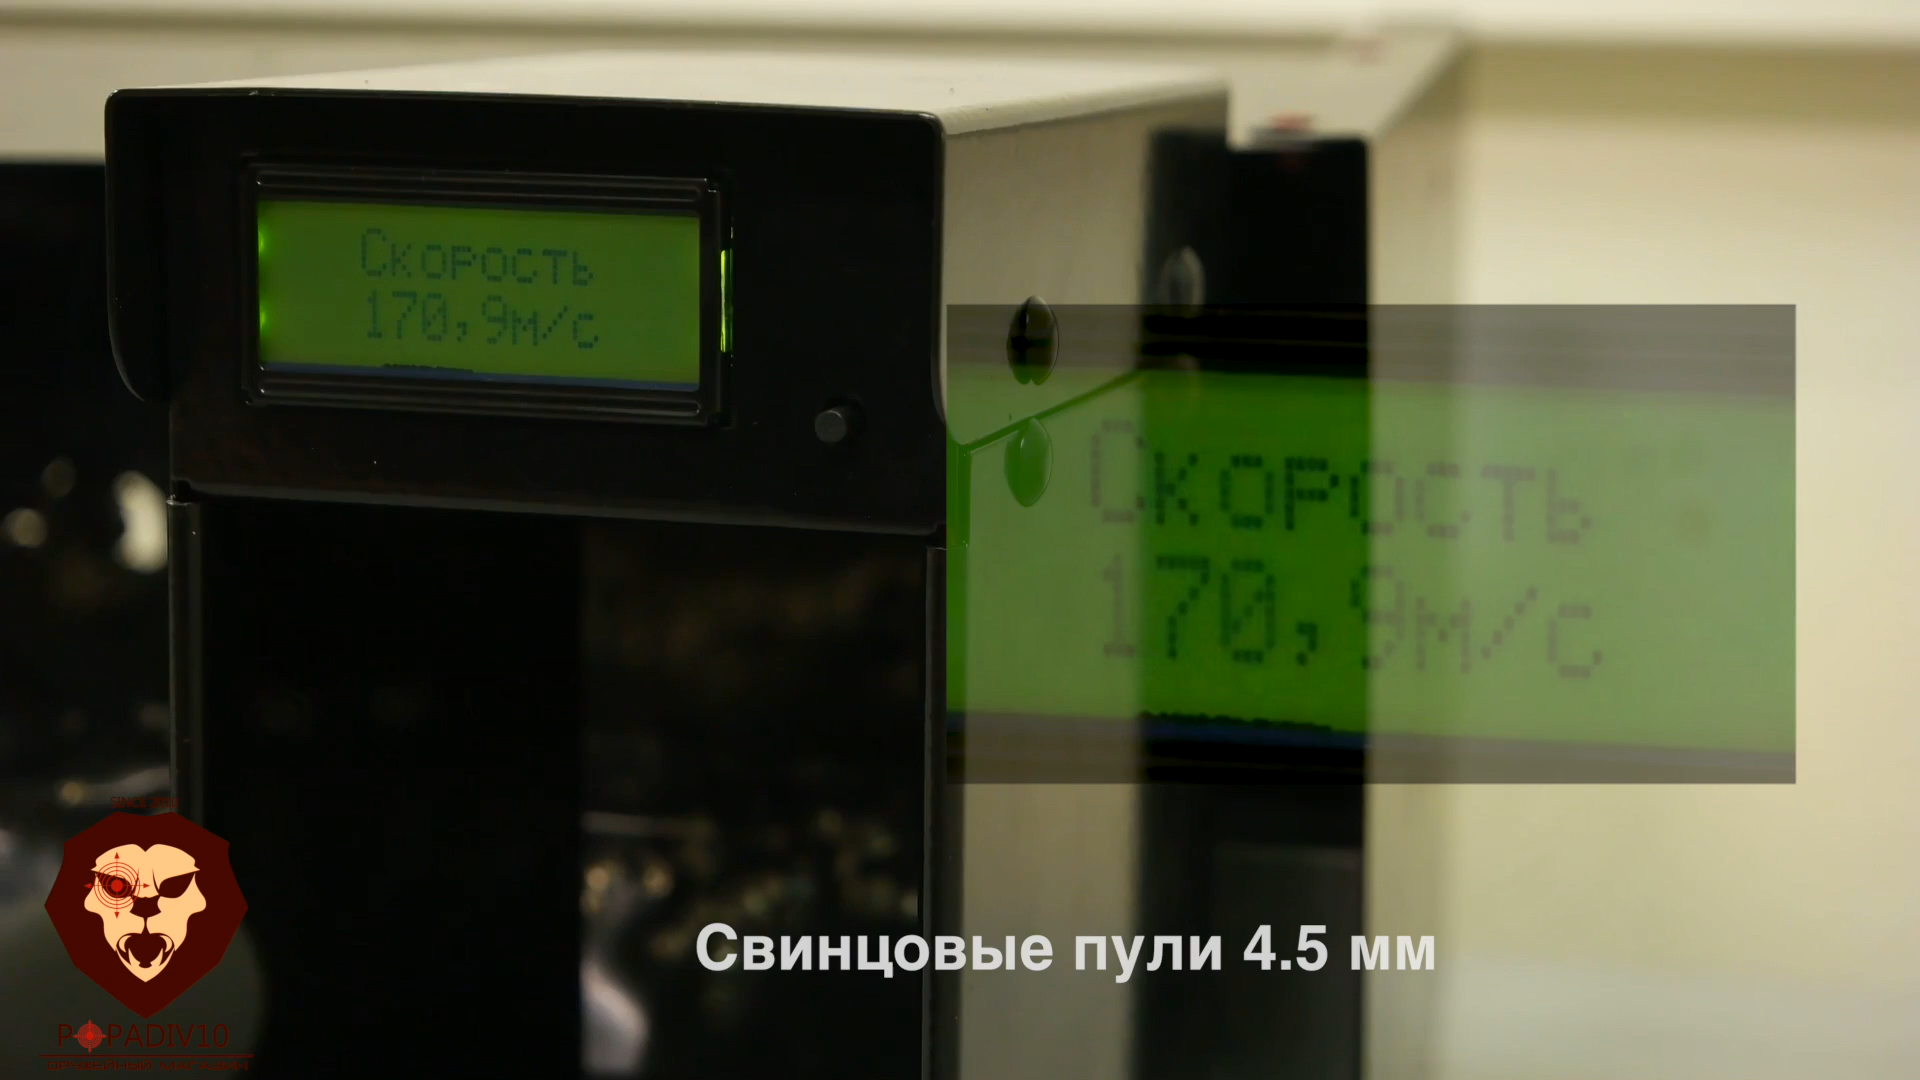 Скорость
170,9м/с
Скорость
170,9м/с
Свинцовые пули 4.5 мм
POPADIV10